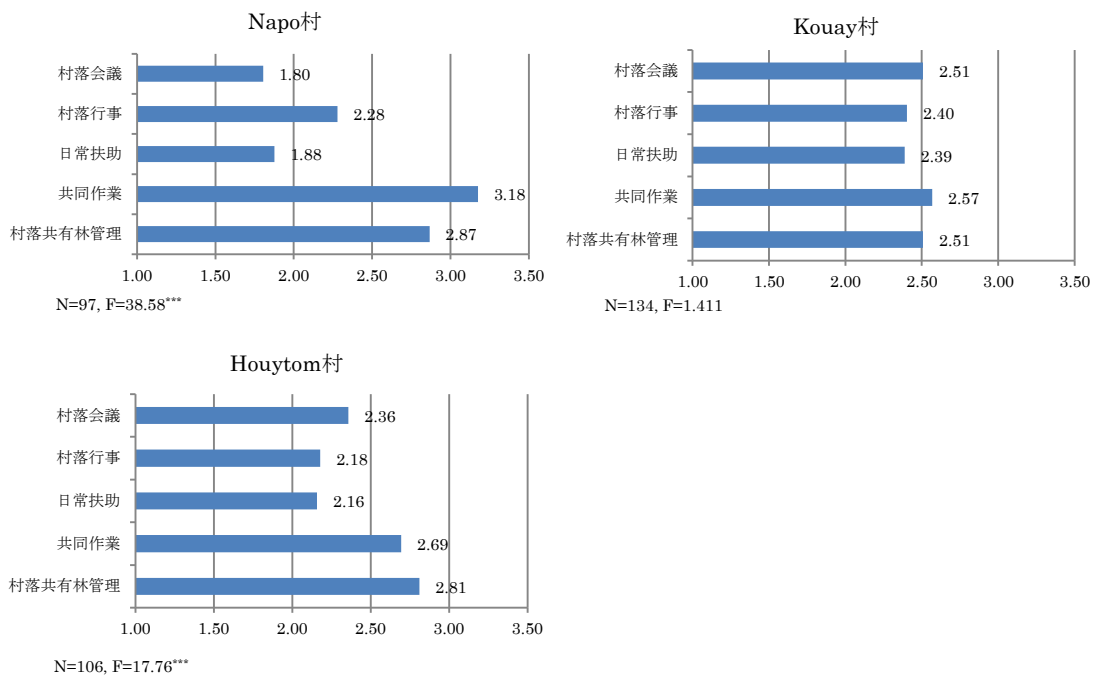 Napo村
村落会議
1.80
村落行事
2.28
日常扶助
1.88
共同作業
3.18
村落共有林管理
2.87
1.00 1.50 2.00 2.50 3.00 3.50
N=97, F=38.58***
Kouay村
村落会議
2.51
村落行事
2.40
日常扶助
2.39
共同作業
2.57
村落共有林管理
2.51
1.00 1.50 2.00 2.50 3.00 3.50
N=134, F=1.411
Houytom村
村落会議
2.36
村落行事
2.18
日常扶助
2.16
共同作業
2.69
村落共有林管理
2.81
1.00 1.50 2.00 2.50 3.00 3.50
N=106, F=17.76***